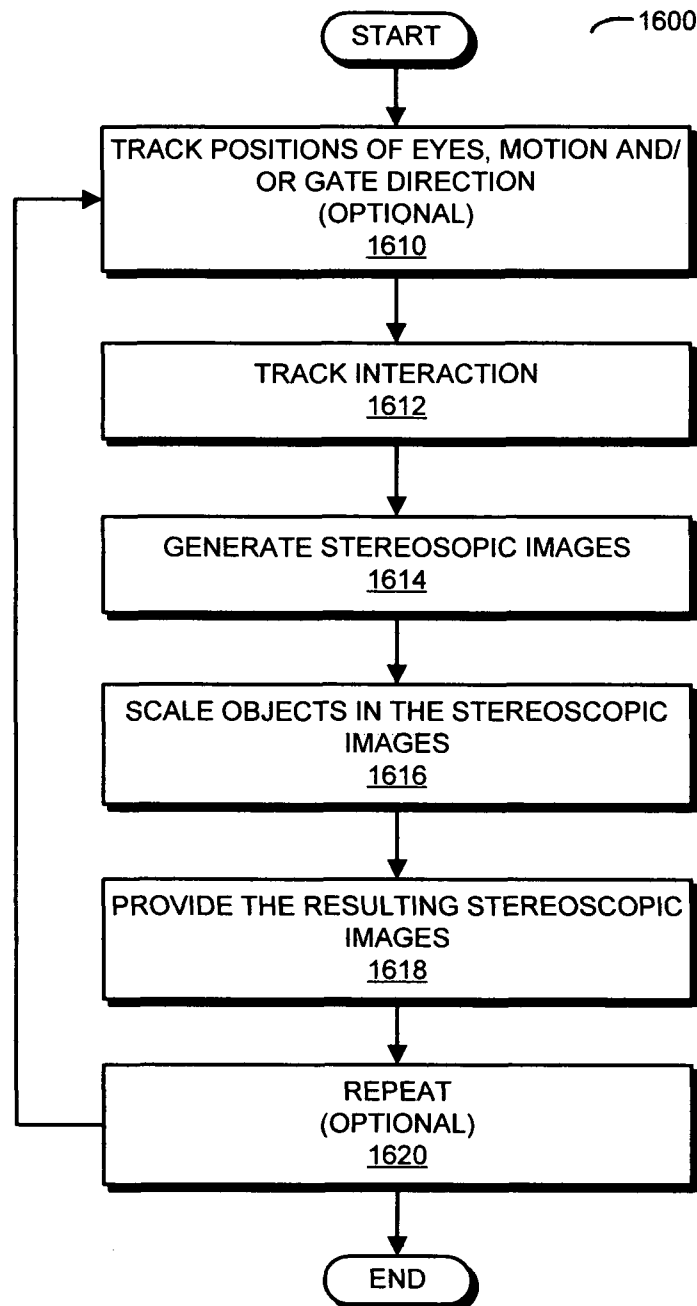 START
1600
TRACK POSITIONS OF EYES, MOTION AND/
OR GATE DIRECTION
(OPTIONAL)
1610
TRACK INTERACTION
1612
GENERATE STEREOSOPIC IMAGES
1614
SCALE OBJECTS IN THE STEREOSCOPIC
IMAGES
1616
PROVIDE THE RESULTING STEREOSCOPIC
IMAGES
1618
REPEAT
(OPTIONAL)
1620
END